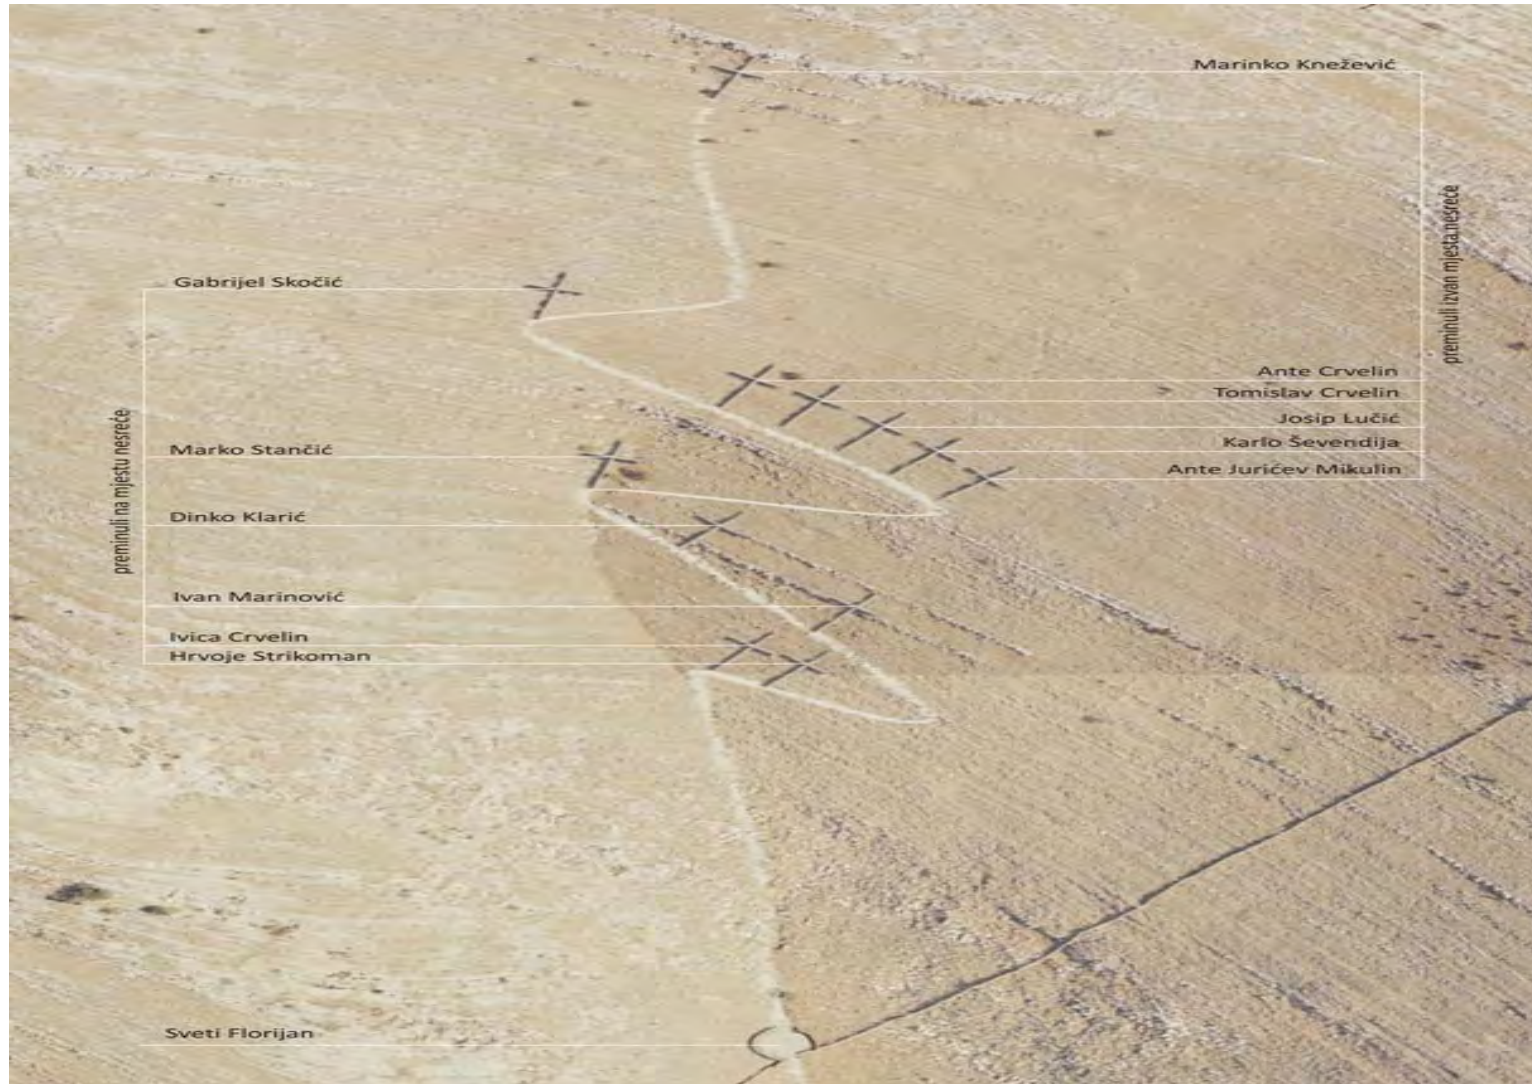 Marinko Knežević
preminuli izvan mjesta nesreće
Gabrijel Skočić
Ante Crvelin
Tomislav Crvelin
Josip Lučić
Karlo Ševendija
Ante Juričev Mikulin
preminuli na mjestu nesreće
Marko Stančić
Dinko Klarić
Ivan Marinović
Ivica Crvelin
Hrvoje Strikoman
Sveti Florijan